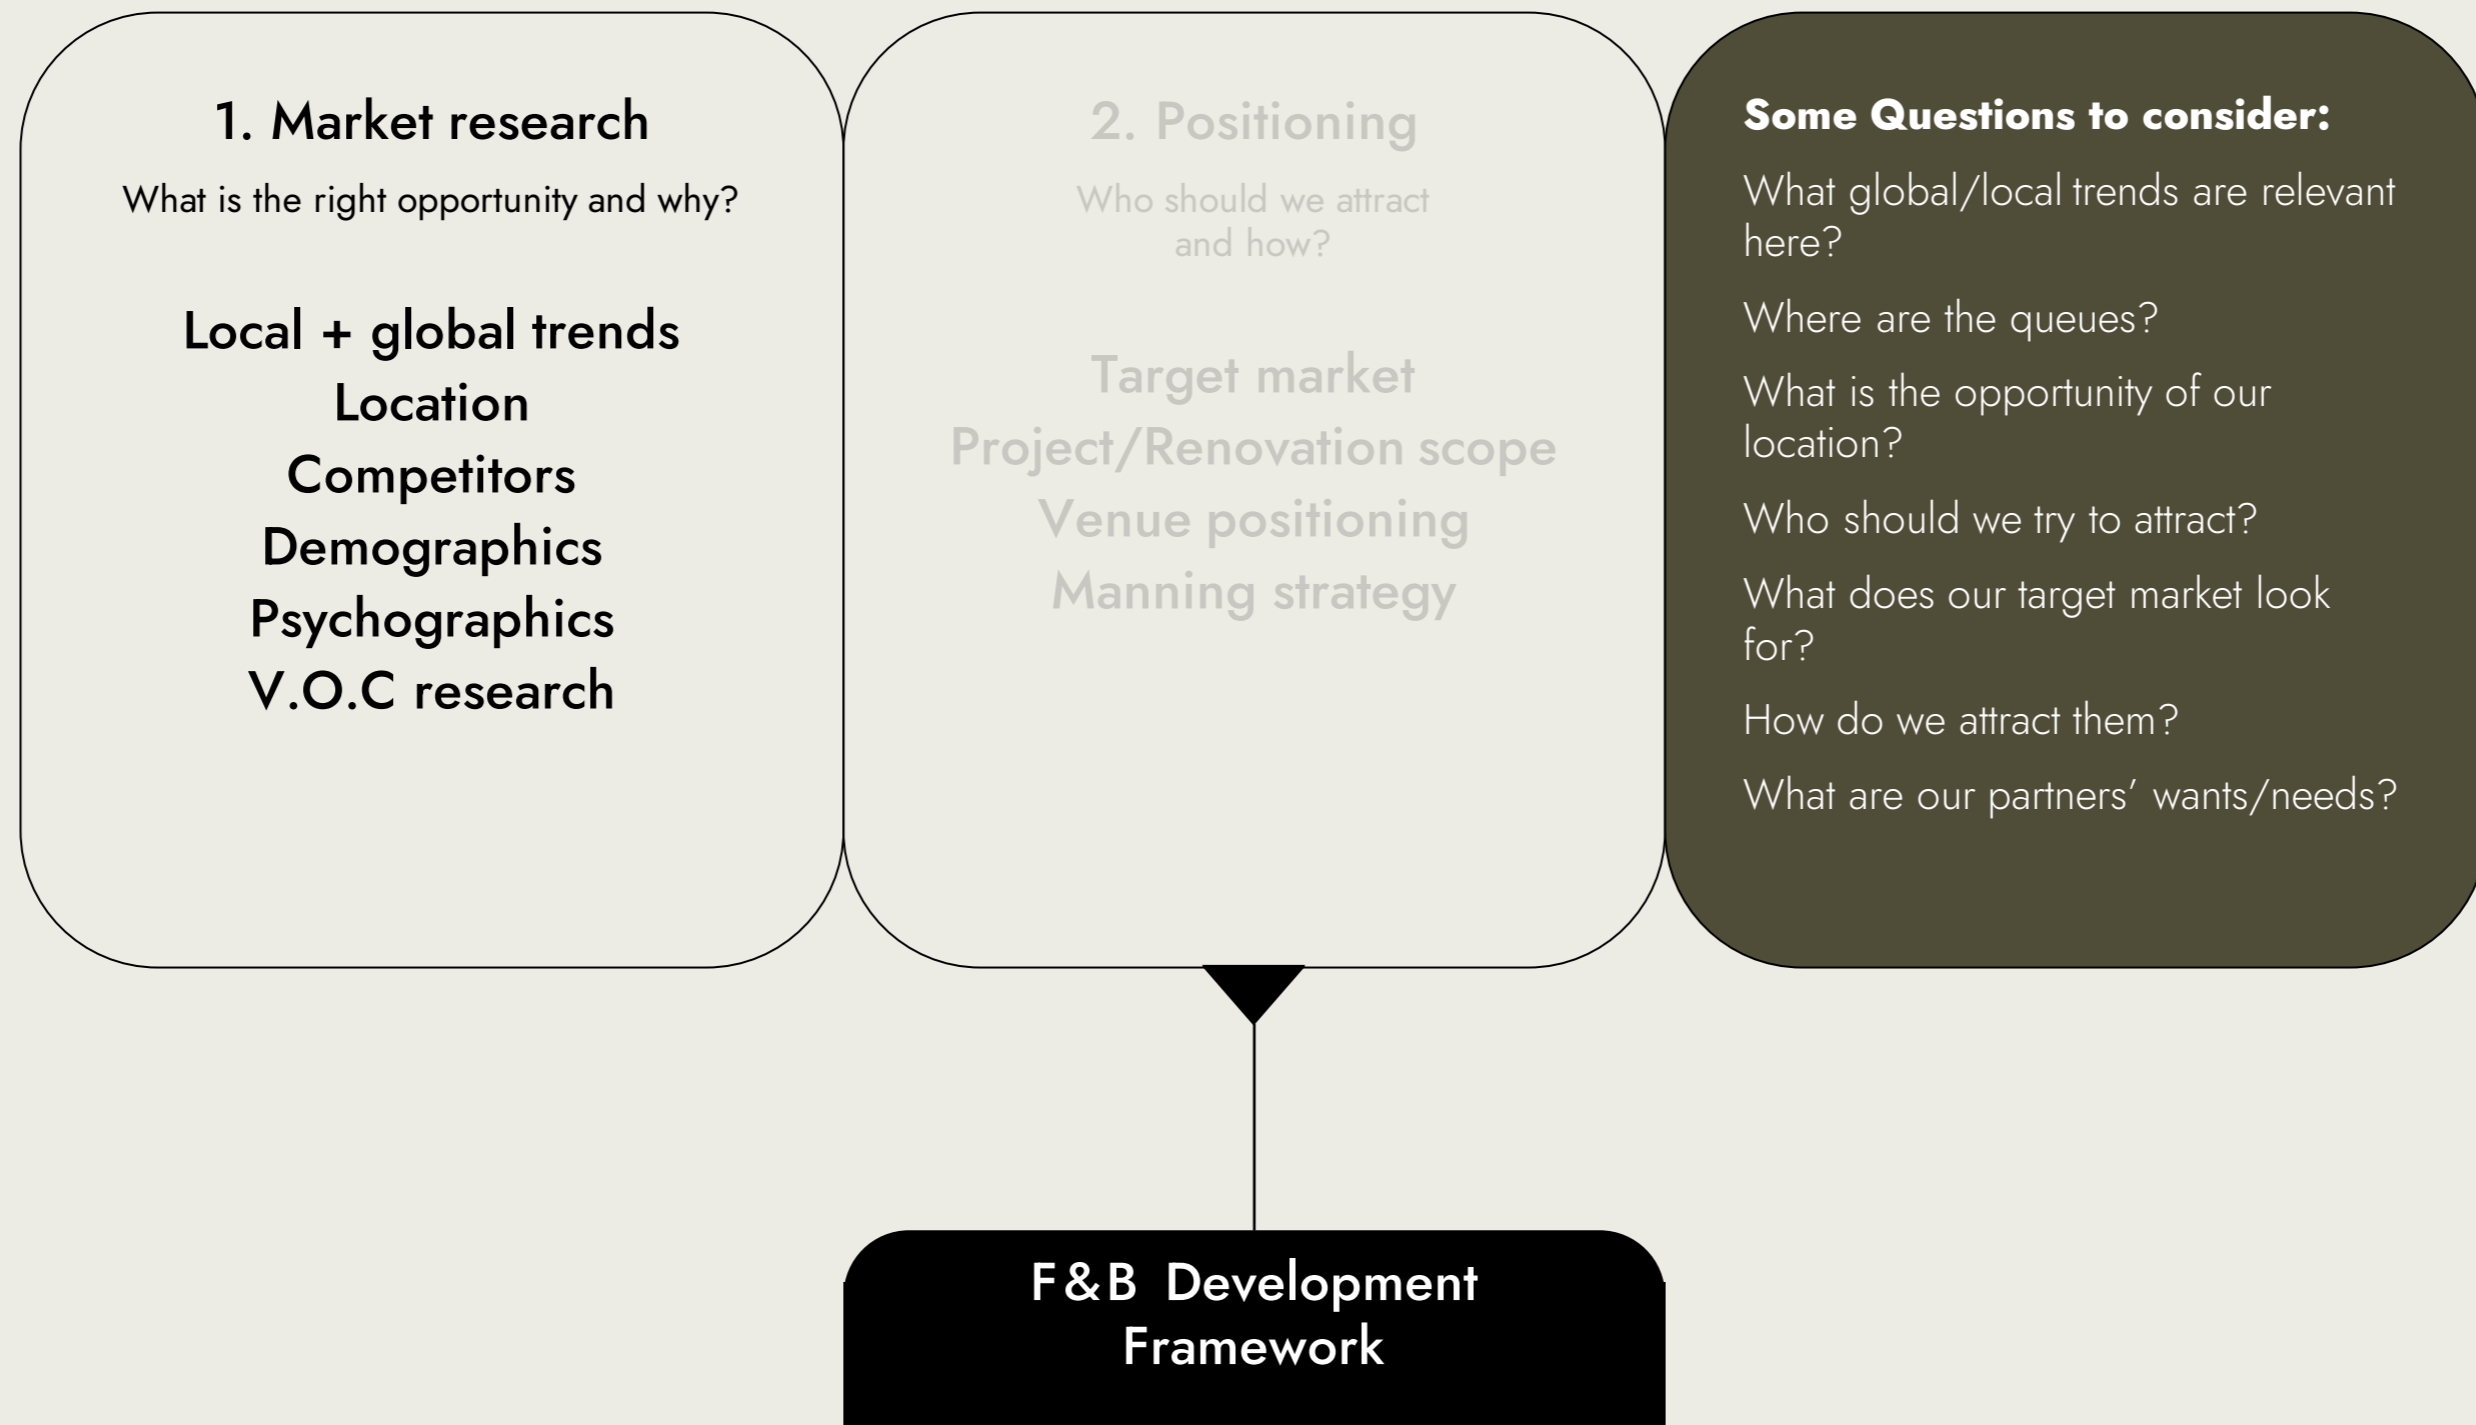 1. Market research
What is the right opportunity and why?
Local + global trends
Location
Competitors
Demographics
Psychographics
V.O.C research
2. Positioning
Who should we attract
and how?
Target market
Project/Renovation scope
Venue positioning
Manning strategy
Some Questions to consider:
What global/local trends are relevant
here?
Where are the queues?
What is the opportunity of our
location?
Who should we try to attract?
What does our target market look
for?
How do we attract them?
What are our partners’ wants/needs?
F&B Development
Framework